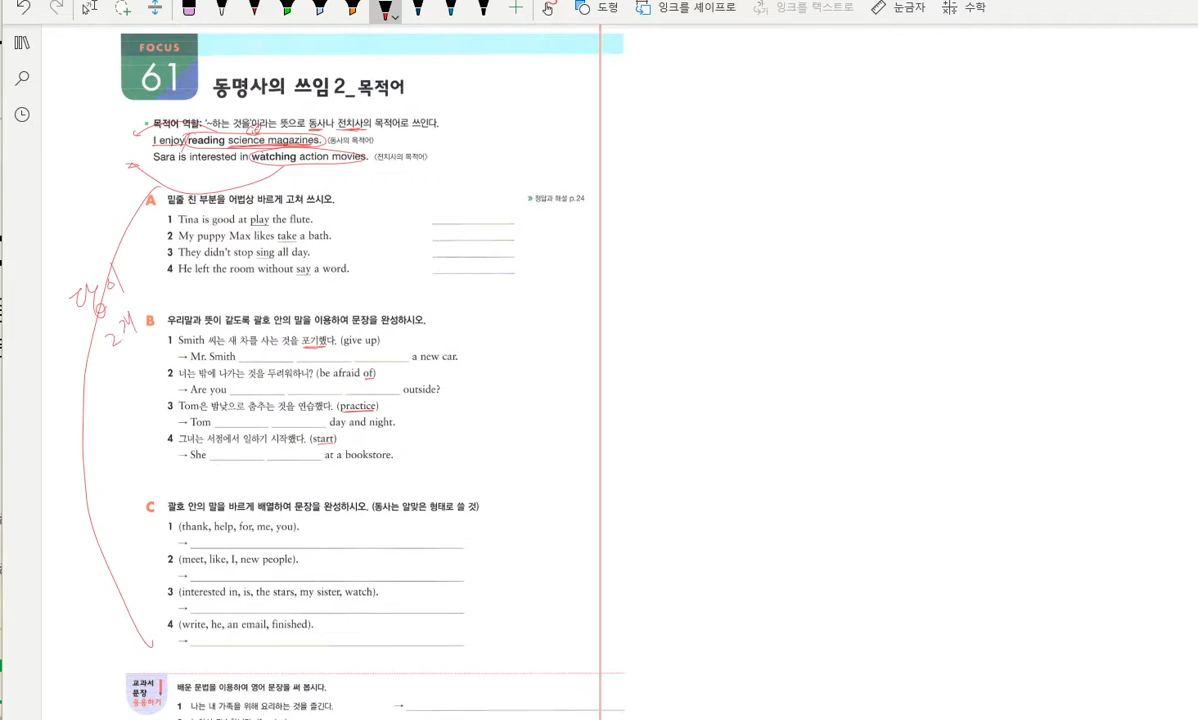 도형 잉크를 셰이프로 잉크를 텍스트로 눈금자 수학
FOCUS
61 동명사의 쓰임 2_ 목적어
목적어 역할: '~하는 것을'이라는 뜻으로 동사나 전치사의 목적어로 쓰인다.
I enjoy reading science magazines. (동사의 목적어)
Sara is interested in watching action movies. (전치사의 목적어)
A 밑줄 친 부분을 어법상 바르게 고쳐 쓰시오. » 정답과 해설 p.24
1 Tina is good at play the flute.
2 My puppy Max likes take a bath.
3 They didn't stop sing all day.
4 He left the room without say a word.
B 우리말과 뜻이 같도록 괄호 안의 말을 이용하여 문장을 완성하시오.
1 Smith 씨는 새 차를 사는 것을 포기했다. (give up)
→ Mr. Smith a new car.
2 너는 밖에 나가는 것을 두려워하니? (be afraid of)
→ Are you outside?
3 Tom은 밤낮으로 춤추는 것을 연습했다. (practice)
→ Tom day and night.
4 그녀는 서점에서 일하기 시작했다. (start)
→ She at a bookstore.
C 괄호 안의 말을 바르게 배열하여 문장을 완성하시오. (동사는 알맞은 형태로 쓸 것)
1 (thank, help, for, me, you).
→
2 (meet, like, I, new people).
→
3 (interested in, is, the stars, my sister, watch).
→
4 (write, he, an email, finished).
→
교과서
문장
응용하기
배운 문법을 이용하여 영어 문장을 써 봅시다.
1 나는 내 가족을 위해 요리하는 것을 즐긴다. →